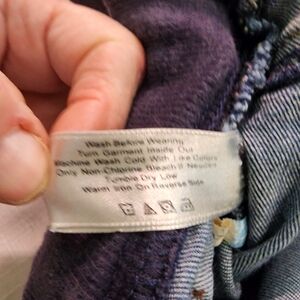 Wash Before Wearing
Turn Garment Inside Out
Machine Wash Cold With Like Colors
Only Non-Chlorine Bleach If Needed
Tumble Dry Low
Warm Iron On Reverse Side